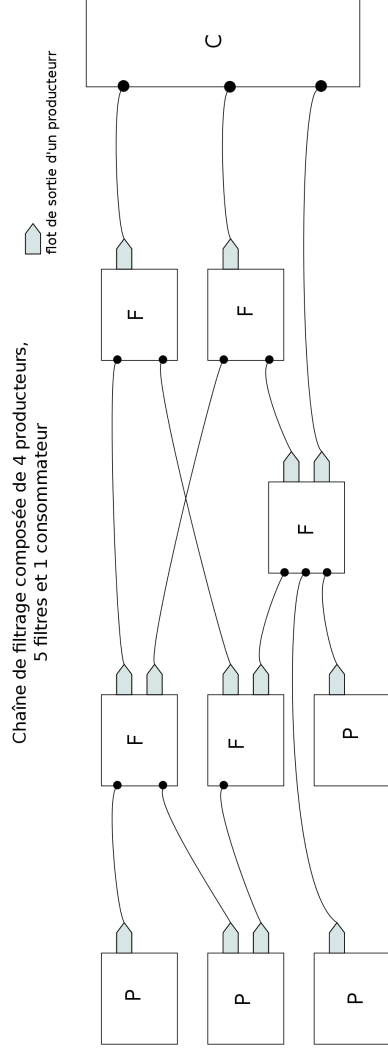 Chaîne de filtrage composée de 4 producteurs,
5 filtres et 1 consommateur
flot de sortie d'un producteurr
C
F
F
F
F
F
P
P
P
P